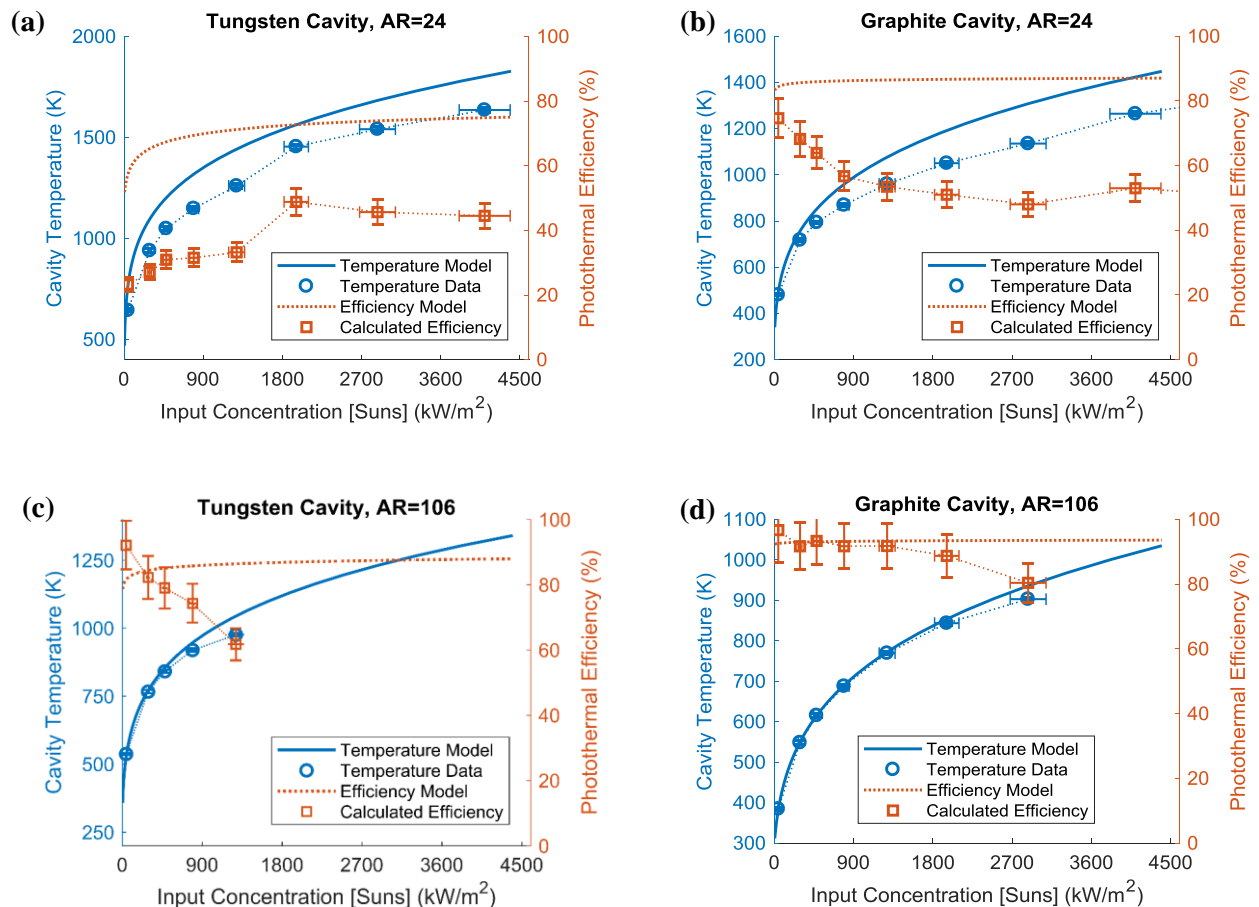 (a)
Tungsten Cavity, AR=24
Cavity Temperature (K)
2000
1500
1000
500
100
80
60
40
20
0
Photothermal Efficiency (%)
Temperature Model
Temperature Data
Efficiency Model
Calculated Efficiency
0 900 1800 2700 3600 4500
Input Concentration [Suns] (kW/m²)
(b)
Graphite Cavity, AR=24
Cavity Temperature (K)
1600
1400
1200
1000
800
600
400
200
100
80
60
40
20
0
Photothermal Efficiency (%)
Temperature Model
Temperature Data
Efficiency Model
Calculated Efficiency
0 900 1800 2700 3600 4500
Input Concentration [Suns] (kW/m²)
(c)
Tungsten Cavity, AR=106
Cavity Temperature (K)
1250
1000
750
500
250
100
80
60
40
20
0
Photothermal Efficiency (%)
Temperature Model
Temperature Data
Efficiency Model
Calculated Efficiency
0 900 1800 2700 3600 4500
Input Concentration [Suns] (kW/m²)
(d)
Graphite Cavity, AR=106
Cavity Temperature (K)
1100
1000
900
800
700
600
500
400
300
100
80
60
40
20
0
Photothermal Efficiency (%)
Temperature Model
Temperature Data
Efficiency Model
Calculated Efficiency
0 900 1800 2700 3600 4500
Input Concentration [Suns] (kW/m²)